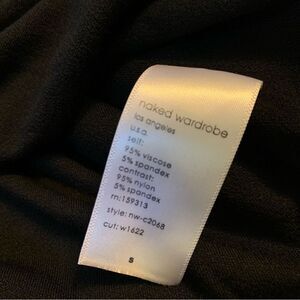 naked wardrobe
los angeles
u.s.a.
self:
95% viscose
5% spandex
contrast:
95% nylon
5% spandex
rn:159313
style: nw-c2068
cut: w1622
s